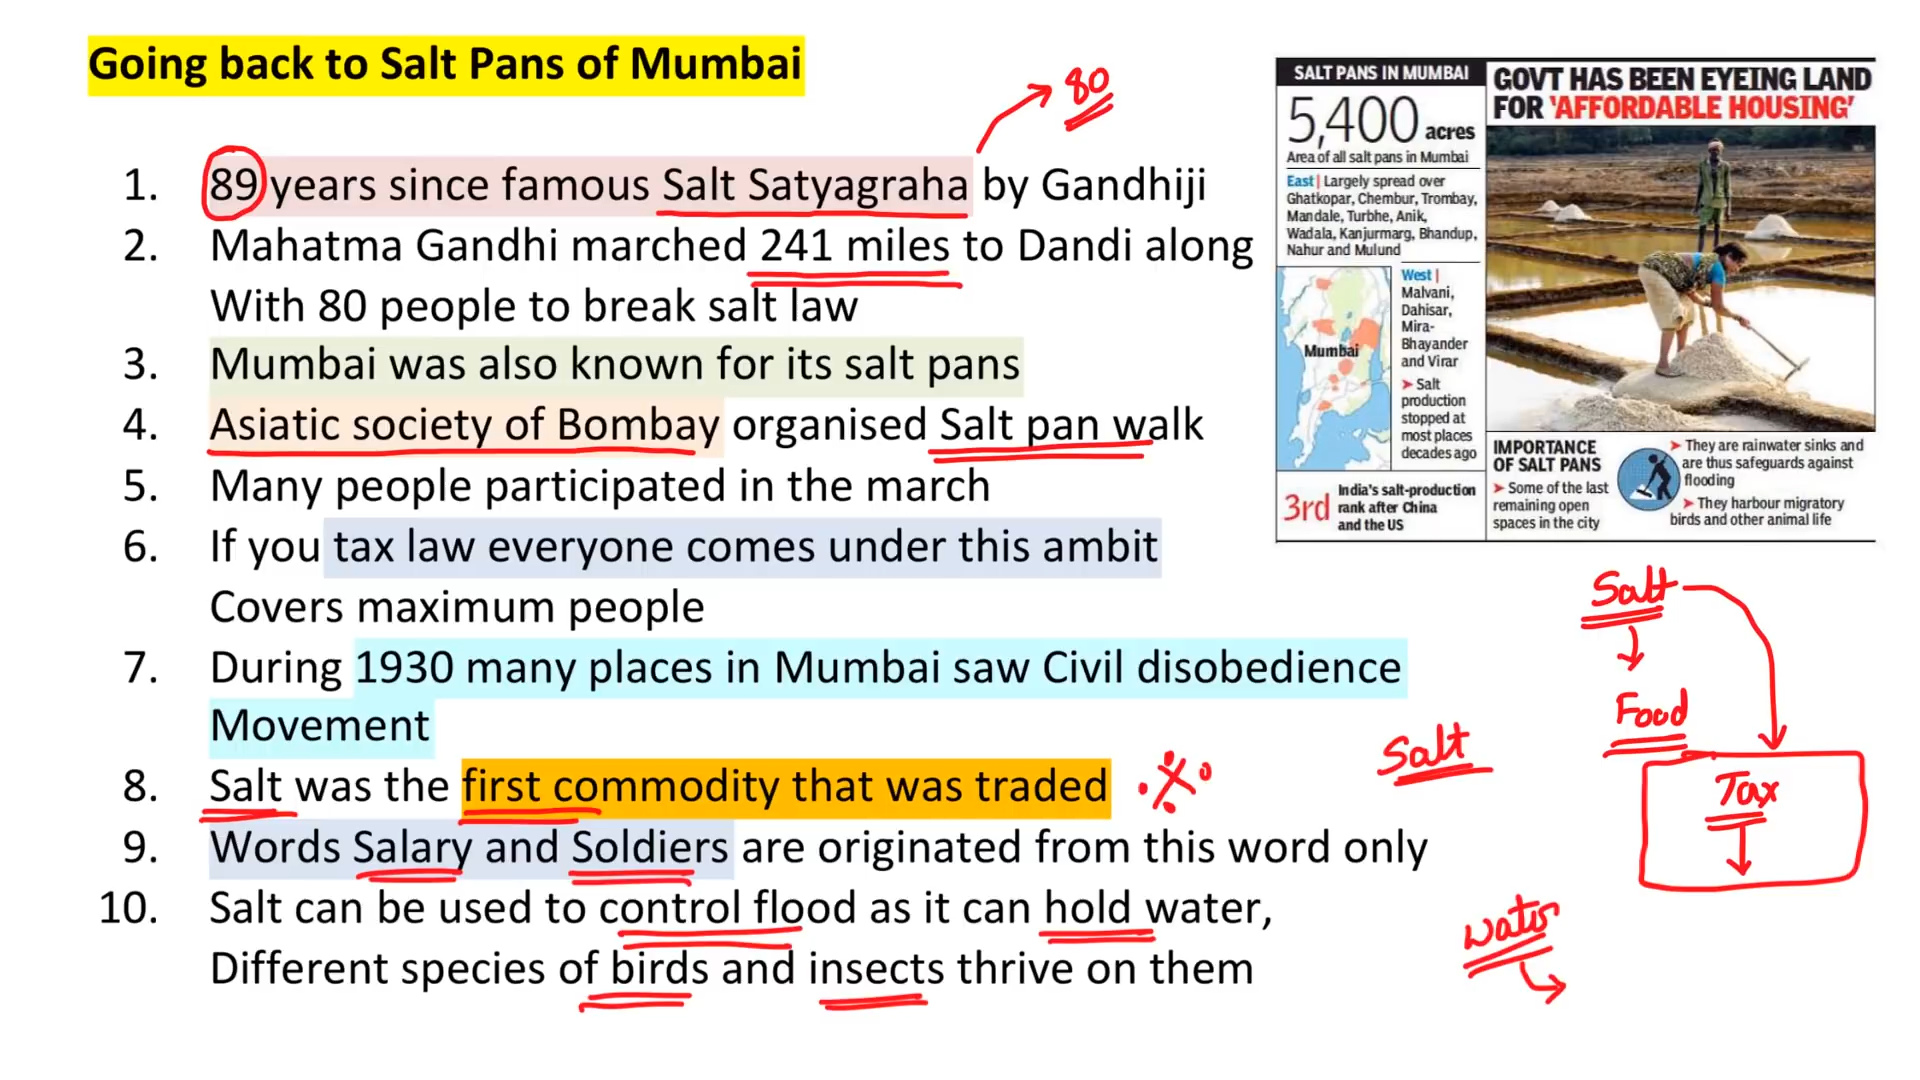 Going back to Salt Pans of Mumbai
80
1. 89 years since famous Salt Satyagraha by Gandhiji
2. Mahatma Gandhi marched 241 miles to Dandi along
With 80 people to break salt law
3. Mumbai was also known for its salt pans
4. Asiatic society of Bombay organised Salt pan walk
5. Many people participated in the march
6. If you tax law everyone comes under this ambit
Covers maximum people
7. During 1930 many places in Mumbai saw Civil disobedience
Movement
8. Salt was the first commodity that was traded
9. Words Salary and Soldiers are originated from this word only
10. Salt can be used to control flood as it can hold water,
Different species of birds and insects thrive on them
SALT PANS IN MUMBAI
5,400 acres
Area of all salt pans in Mumbai
East | Largely spread over
Ghatkopar, Chembur, Trombay,
Mandale, Turbhe, Anik,
Wadala, Kanjurmarg, Bhandup,
Nahur and Mulund
West |
Malvani,
Dahisar,
Mira-
Bhayander
and Virar
➤ Salt
production
stopped at
most places
decades ago
Mumbai
3rd India's salt-production
rank after China
and the US
GOVT HAS BEEN EYEING LAND
FOR 'AFFORDABLE HOUSING'
IMPORTANCE
OF SALT PANS
➤ Some of the last
remaining open
spaces in the city
➤ They are rainwater sinks and
are thus safeguards against
flooding
➤ They harbour migratory
birds and other animal life
Salt
Food
Salt
Tax
Water